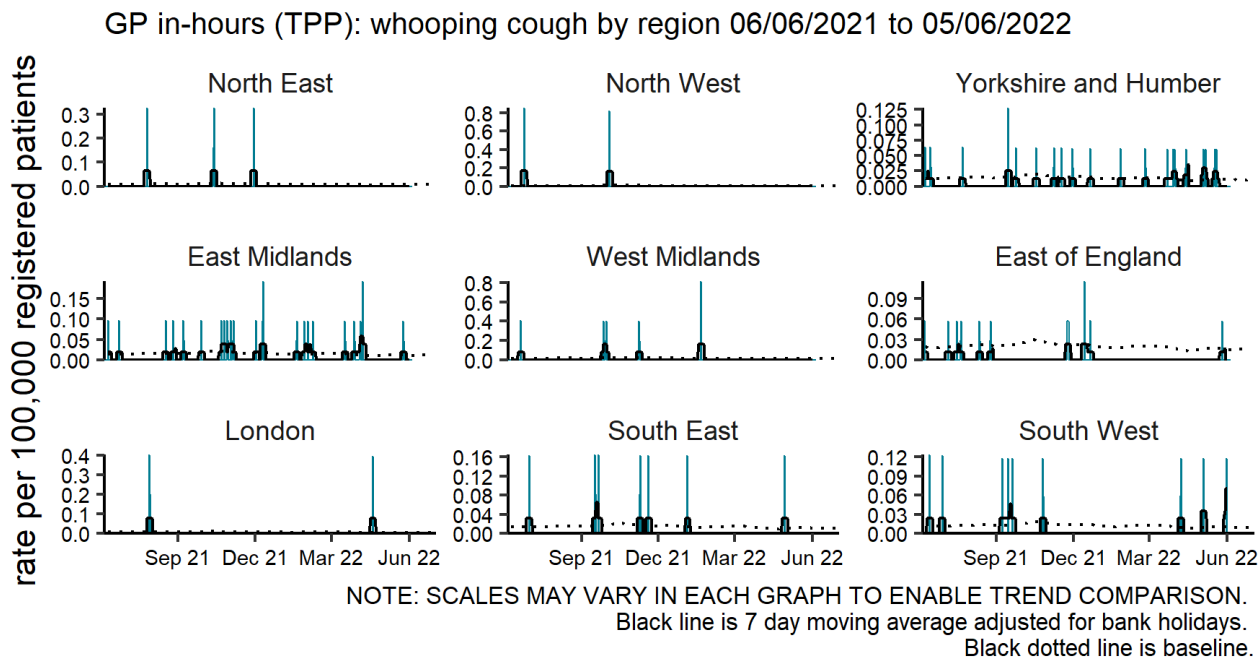 GP in-hours (TPP): whooping cough by region 06/06/2021 to 05/06/2022
rate per 100,000 registered patients
North East
0.3
0.2
0.1
0.0
North West
0.8
0.6
0.4
0.2
0.0
Yorkshire and Humber
0.125
0.100
0.075
0.050
0.025
0.000
East Midlands
0.15
0.10
0.05
0.00
West Midlands
0.8
0.6
0.4
0.2
0.0
East of England
0.09
0.06
0.03
0.00
London
0.4
0.3
0.2
0.1
0.0
South East
0.16
0.12
0.08
0.04
0.00
South West
0.12
0.09
0.06
0.03
0.00
Sep 21 Dec 21 Mar 22 Jun 22
Sep 21 Dec 21 Mar 22 Jun 22
Sep 21 Dec 21 Mar 22 Jun 22
NOTE: SCALES MAY VARY IN EACH GRAPH TO ENABLE TREND COMPARISON.
Black line is 7 day moving average adjusted for bank holidays.
Black dotted line is baseline.